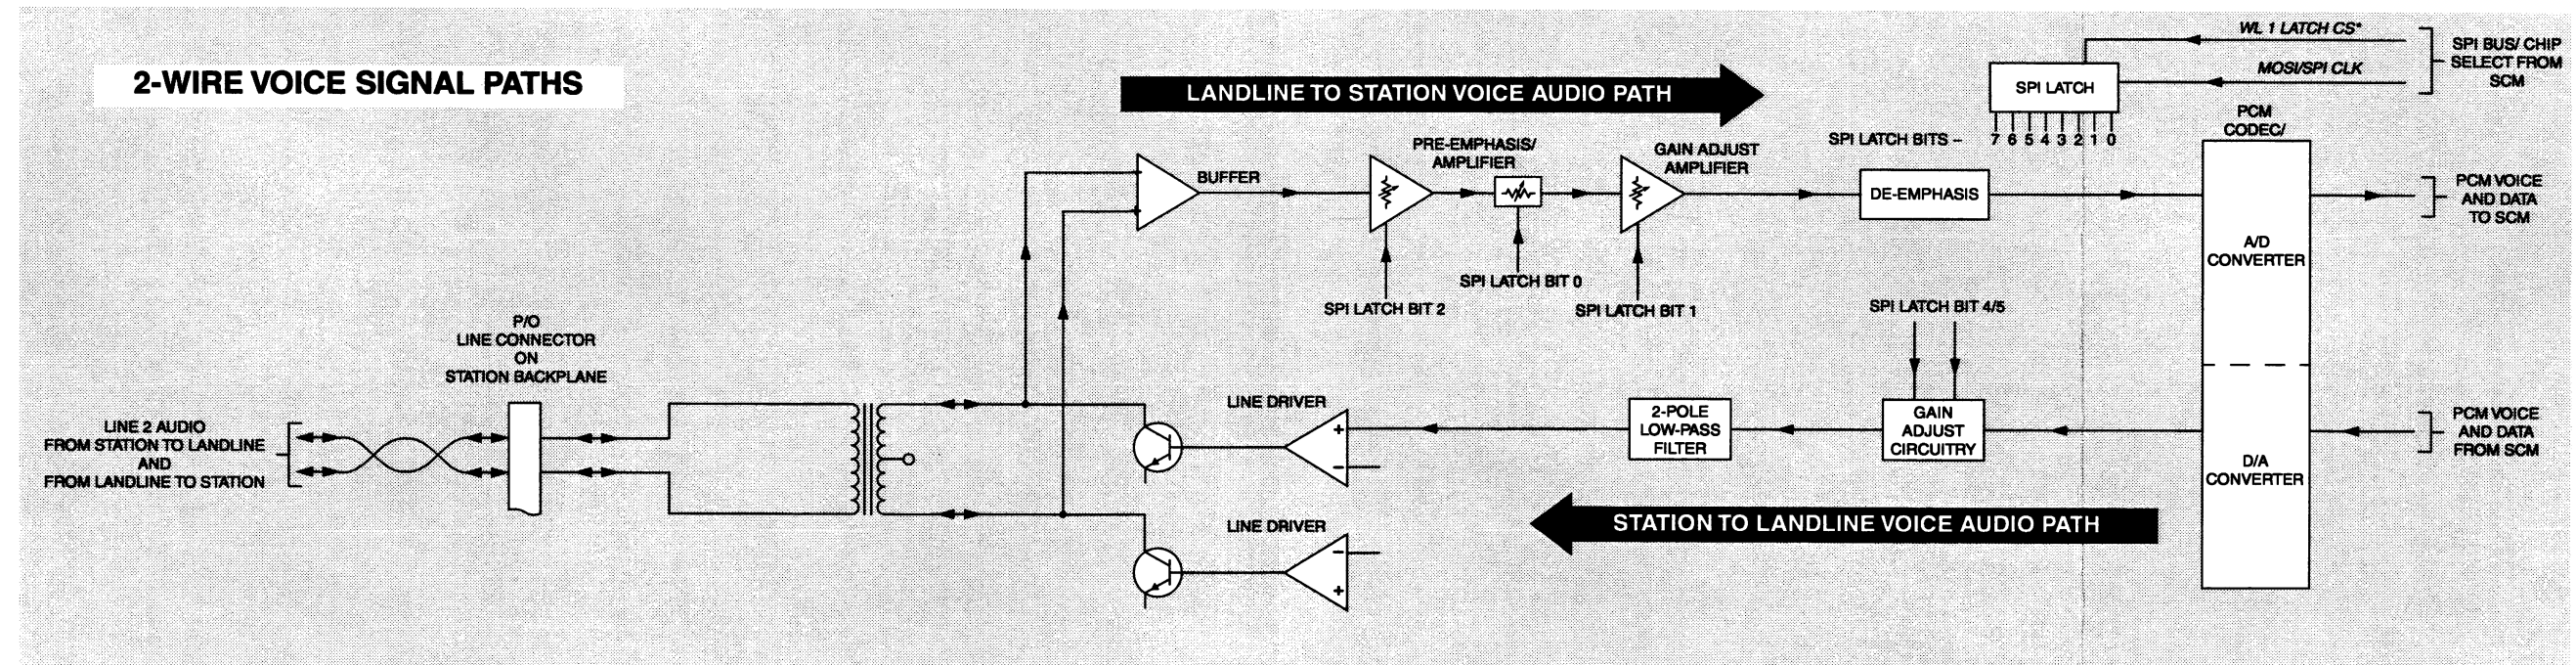 2-WIRE VOICE SIGNAL PATHS
LANDLINE TO STATION VOICE AUDIO PATH
WL 1 LATCH CS*
MOSI/SPI CLK
SPI BUS/ CHIP
SELECT FROM
SCM
SPI LATCH
SPI LATCH BITS –
7 6 5 4 3 2 1 0
PCM
CODEC/
BUFFER
PRE-EMPHASIS/
AMPLIFIER
GAIN ADJUST
AMPLIFIER
DE-EMPHASIS
PCM VOICE
AND DATA
TO SCM
A/D
CONVERTER
SPI LATCH BIT 2
SPI LATCH BIT 0
SPI LATCH BIT 1
SPI LATCH BIT 4/5
P/O
LINE CONNECTOR
ON
STATION BACKPLANE
LINE 2 AUDIO
FROM STATION TO LANDLINE
AND
FROM LANDLINE TO STATION
LINE DRIVER
+
–
2-POLE
LOW-PASS
FILTER
GAIN
ADJUST
CIRCUITRY
PCM VOICE
AND DATA
FROM SCM
D/A
CONVERTER
STATION TO LANDLINE VOICE AUDIO PATH
LINE DRIVER
–
+